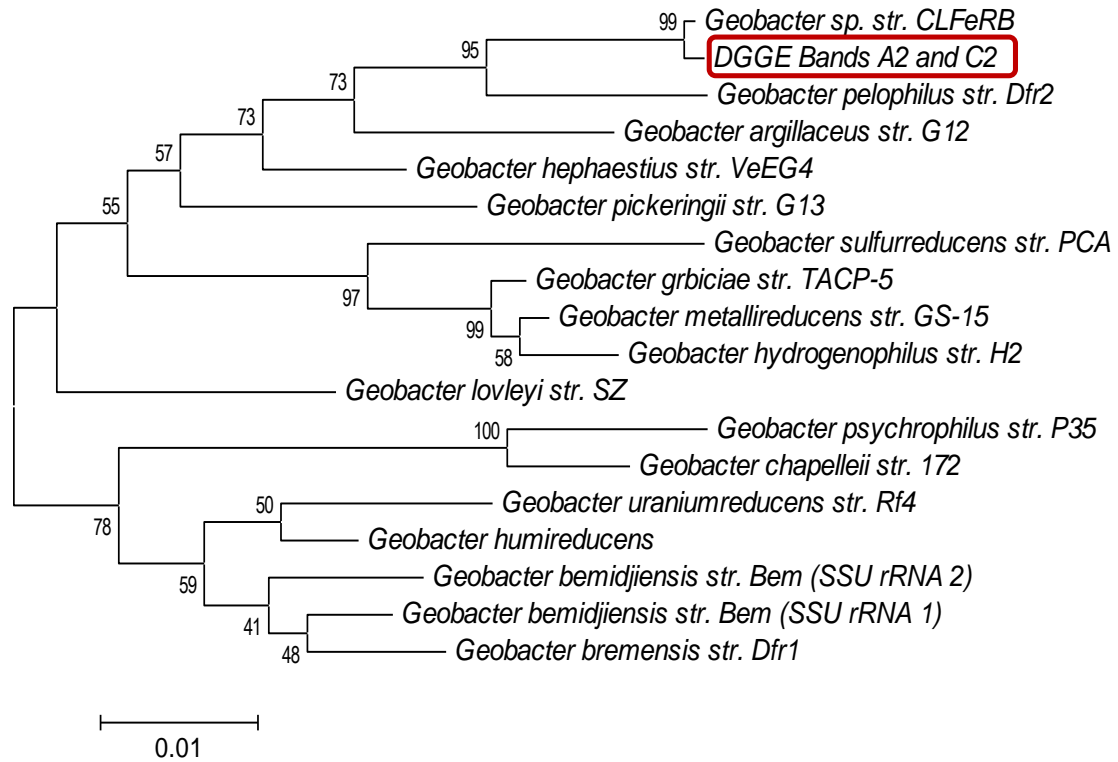 99
Geobacter sp. str. CLFeRB
DGGE Bands A2 and C2
95
Geobacter pelophilus str. Dfr2
73
Geobacter argillaceus str. G12
73
Geobacter hephaestius str. VeEG4
57
Geobacter pickeringii str. G13
55
Geobacter sulfurreducens str. PCA
97
Geobacter grbiciae str. TACP-5
99
Geobacter metallireducens str. GS-15
58
Geobacter hydrogenophilus str. H2
Geobacter lovleyi str. SZ
100
Geobacter psychrophilus str. P35
Geobacter chapelleii str. 172
78
50
Geobacter uraniumreducens str. Rf4
Geobacter humireducens
59
Geobacter bemidjiensis str. Bem (SSU rRNA 2)
41
Geobacter bemidjiensis str. Bem (SSU rRNA 1)
48
Geobacter bremensis str. Dfr1
0.01